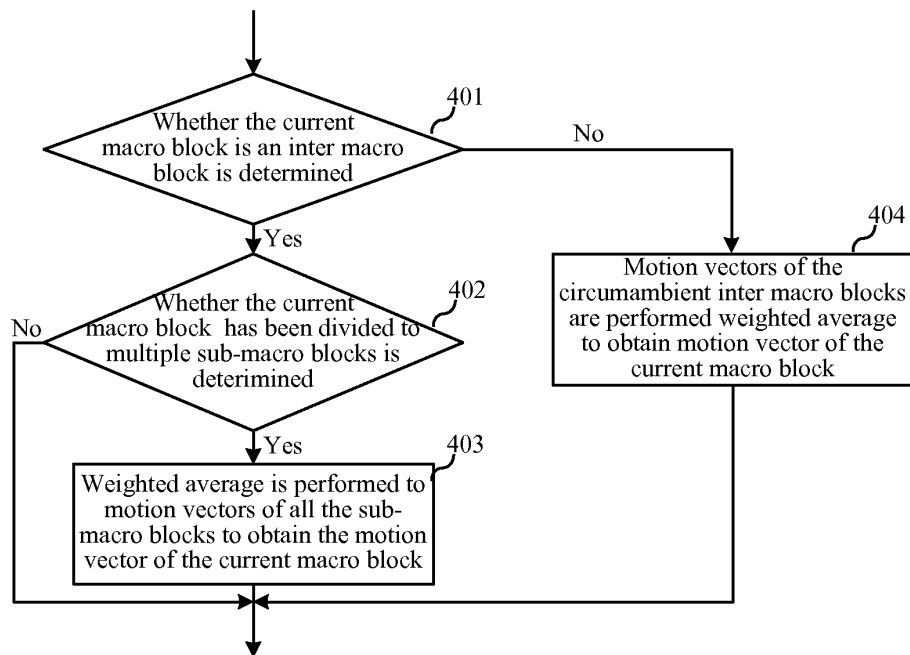 401
Whether the current
macro block is an inter macro
block is determined
No
Yes
404
Motion vectors of the
circumambient inter macro blocks
are performed weighted average
to obtain motion vector of the
current macro block
402
Whether the current
macro block has been divided to
multiple sub-macro blocks is
deterimined
No
Yes
403
Weighted average is performed to
motion vectors of all the sub-
macro blocks to obtain the motion
vector of the current macro block